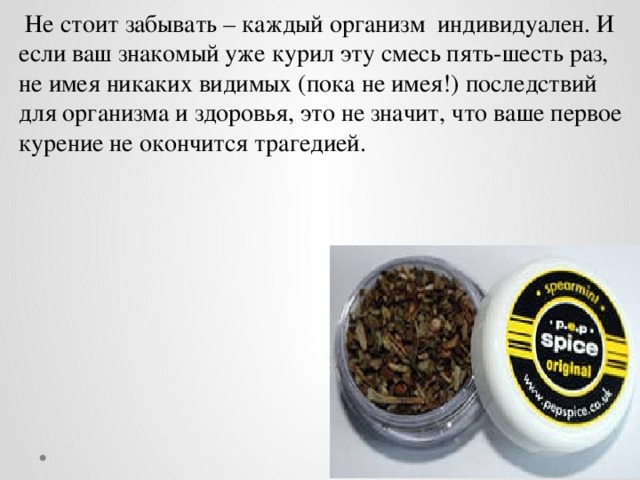 Не стоит забывать – каждый организм  индивидуален. И
если ваш знакомый уже курил эту смесь пять-шесть раз,
не имея никаких видимых (пока не имея!) последствий
для организма и здоровья, это не значит, что ваше первое
курение не окончится трагедией.
• spearmint •
· p.e.p ·
spice
original
www.pepspice.co.uk